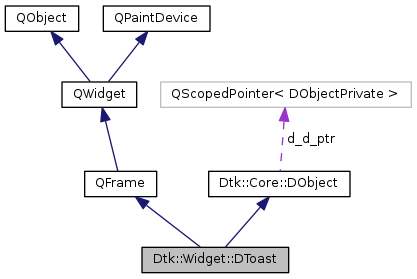 QObject
QPaintDevice
QWidget
QScopedPointer< DObjectPrivate >
d_d_ptr
QFrame
Dtk::Core::DObject
Dtk::Widget::DToast